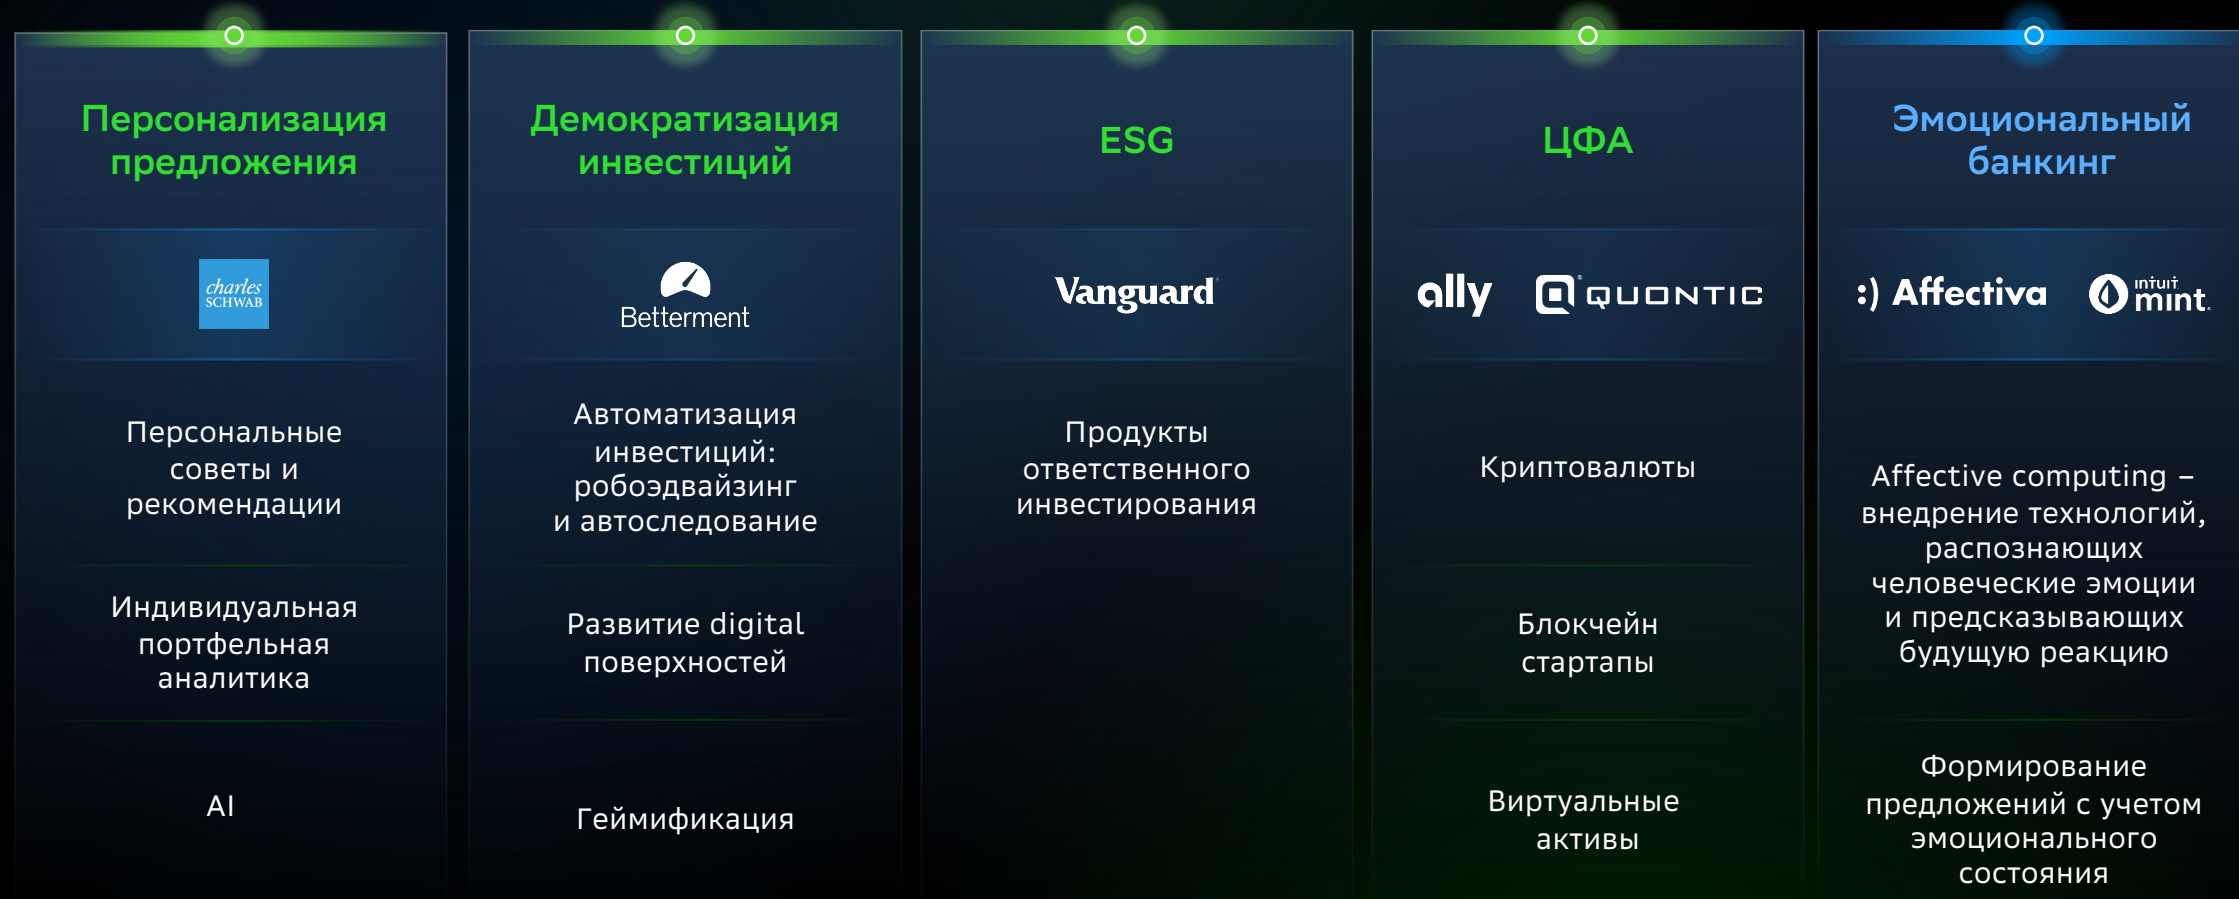 Персонализация
предложения
charles
SCHWAB
Персональные
советы и
рекомендации
Индивидуальная
портфельная
аналитика
AI
Демократизация
инвестиций
Betterment
Автоматизация
инвестиций:
робоэдвайзинг
и автоследование
Развитие digital
поверхностей
Геймификация
ESG
Vanguard
Продукты
ответственного
инвестирования
ЦФА
ally QUONTIC
Криптовалюты
Блокчейн
стартапы
Виртуальные
активы
Эмоциональный
банкинг
:) Affectiva intuit
mint
Affective computing –
внедрение технологий,
распознающих
человеческие эмоции
и предсказывающих
будущую реакцию
Формирование
предложений с учетом
эмоционального
состояния